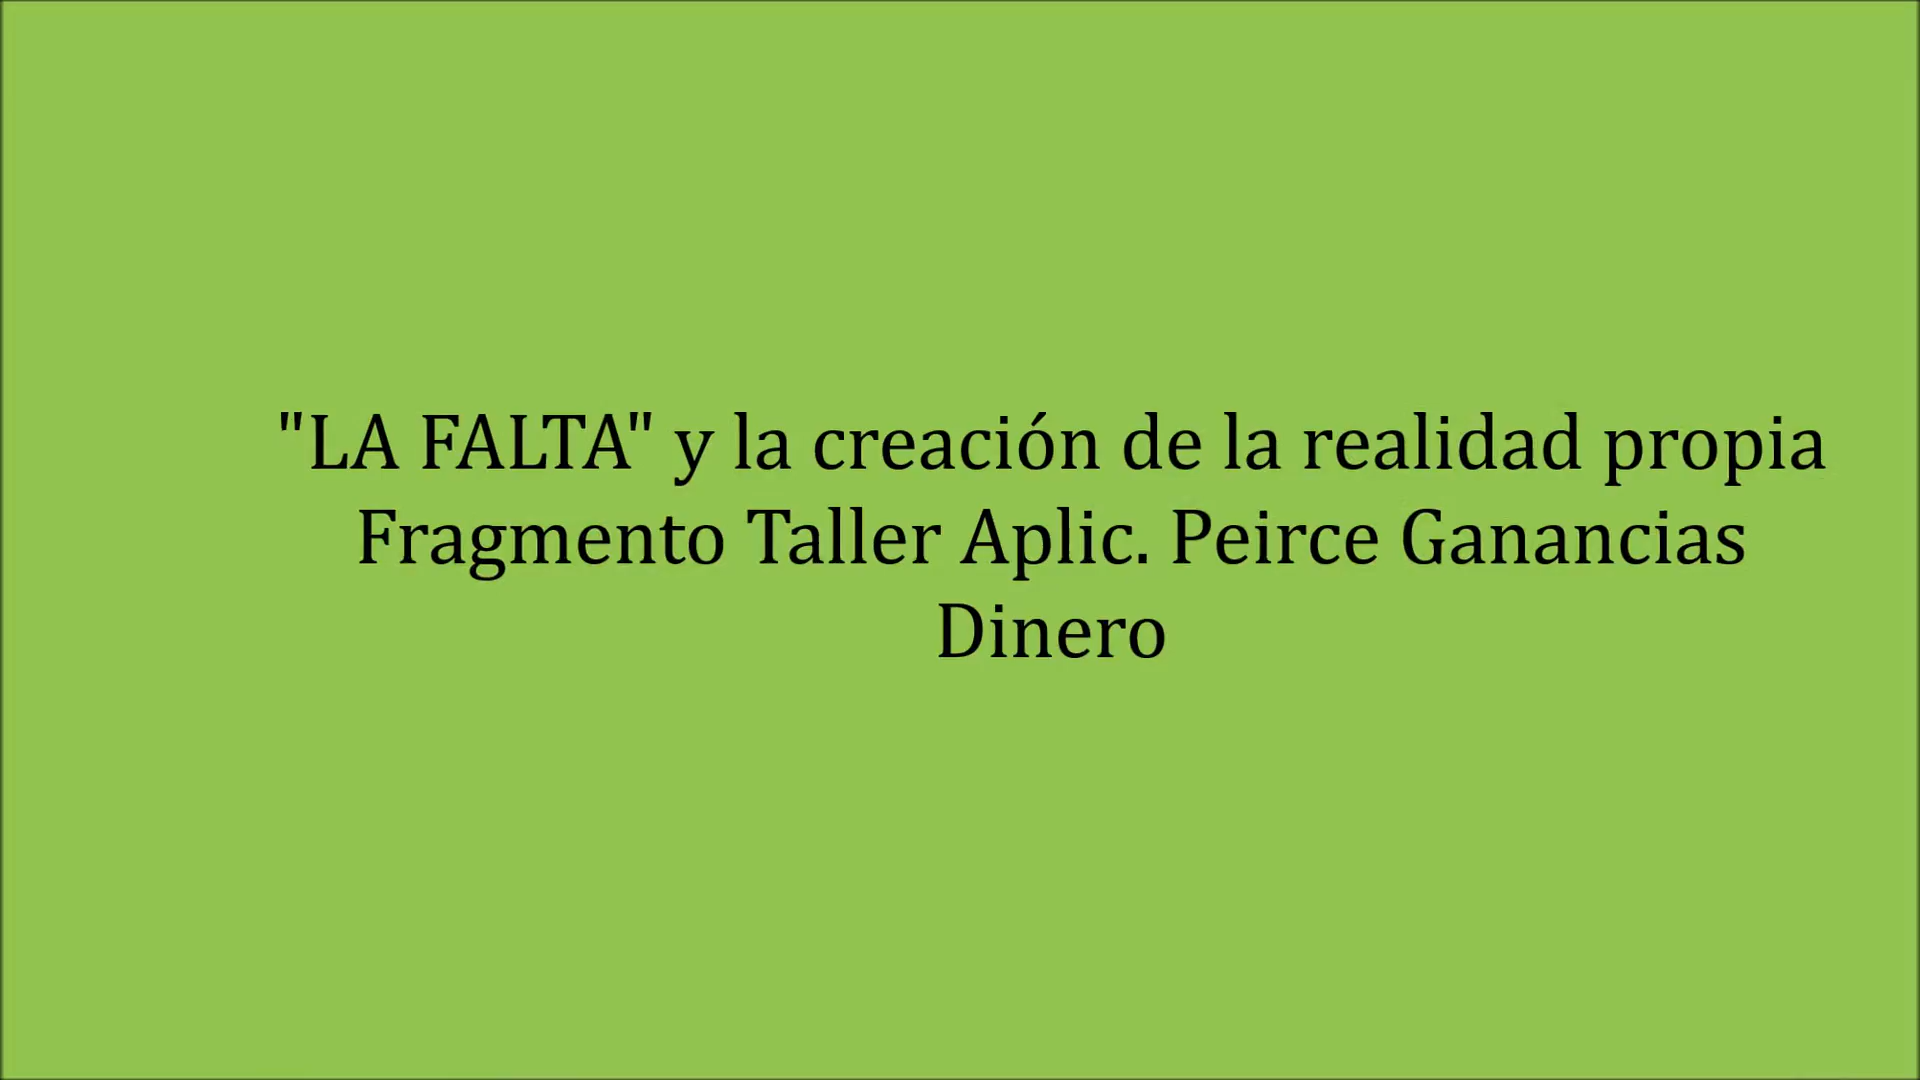 "LA FALTA" y la creación de la realidad propia
Fragmento Taller Aplic. Peirce Ganancias
Dinero